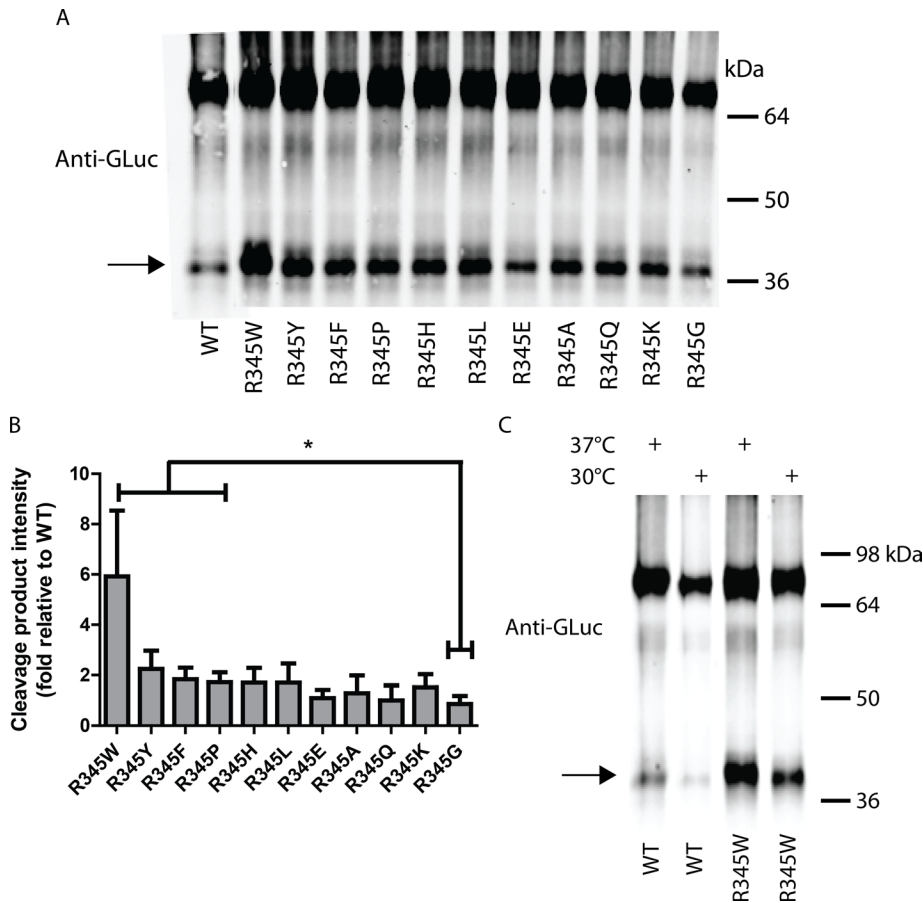 A
kDa
64
Anti-GLuc
50
36
WT
R345W
R345Y
R345F
R345P
R345H
R345L
R345E
R345A
R345Q
R345K
R345G
B
*
Cleavage product intensity
(fold relative to WT)
10
8
6
4
2
0
R345W
R345Y
R345F
R345P
R345H
R345L
R345E
R345A
R345Q
R345K
R345G
C
37°C + +
30°C + +
98 kDa
64
Anti-GLuc
50
36
WT
WT
R345W
R345W